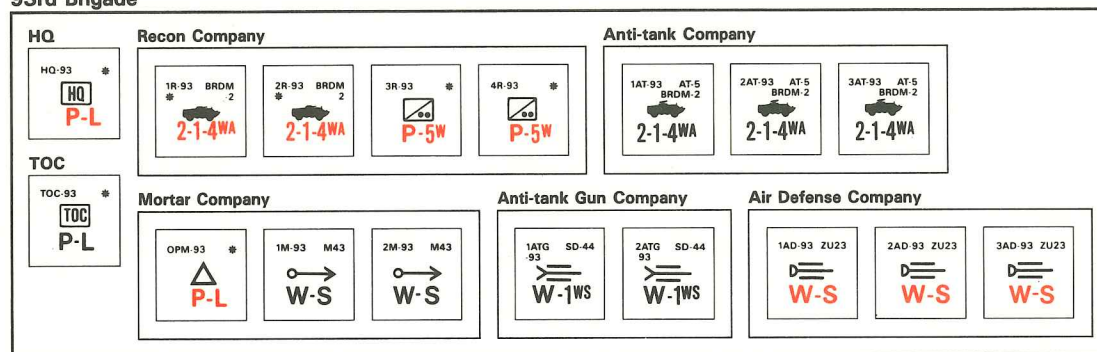 93rd Brigade
HQ
HQ-93 *
HQ
P-L
TOC
TOC-93 *
TOC
P-L
Recon Company
1R-93 BRDM
* -2
2-1-4WA
2R-93 BRDM
* 2
2-1-4WA
3R-93 *
P-5W
4R-93 *
P-5W
Anti-tank Company
1AT-93 AT-5
BRDM-2
2-1-4WA
2AT-93 AT-5
BRDM-2
2-1-4WA
3AT-93 AT-5
BRDM-2
2-1-4WA
Mortar Company
OPM-93 *
P-L
1M-93 M43
W-S
2M-93 M43
W-S
Anti-tank Gun Company
1ATG SD-44
-93
W-1WS
2ATG SD-44
93
W-1WS
Air Defense Company
1AD-93 ZU23
W-S
2AD-93 ZU23
W-S
3AD-93 ZU23
W-S